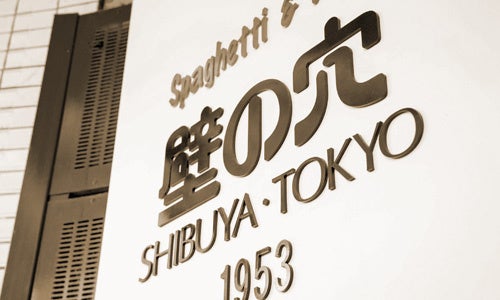 Spaghetti &
壁の穴
SHIBUYA・TOKYO
1953